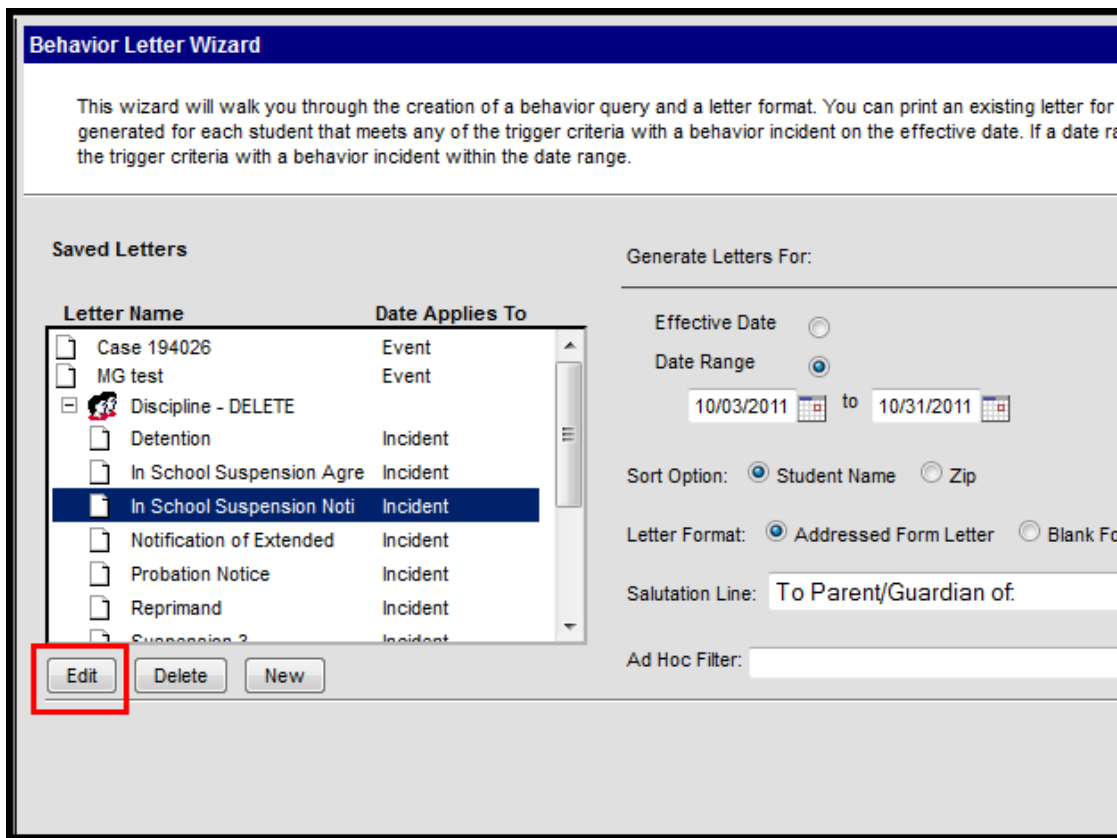 Behavior Letter Wizard
This wizard will walk you through the creation of a behavior query and a letter format. You can print an existing letter for
generated for each student that meets any of the trigger criteria with a behavior incident on the effective date. If a date ra
the trigger criteria with a behavior incident within the date range.
Saved Letters
Letter Name Date Applies To
Case 194026 Event
MG test Event
Discipline - DELETE
Detention Incident
In School Suspension Agre Incident
In School Suspension Noti Incident
Notification of Extended Incident
Probation Notice Incident
Reprimand Incident
Suspension 3 Incident
Edit Delete New
Generate Letters For:
Effective Date
Date Range
10/03/2011 to 10/31/2011
Sort Option: Student Name Zip
Letter Format: Addressed Form Letter Blank Fo
Salutation Line: To Parent/Guardian of:
Ad Hoc Filter: